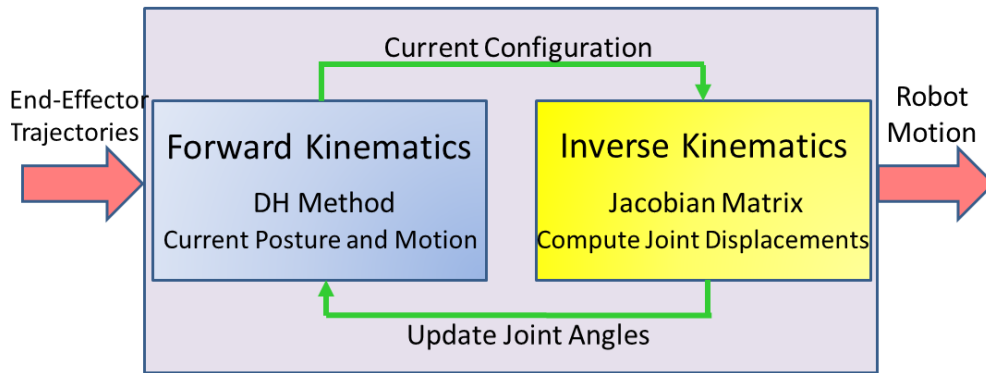 Current Configuration
End-Effector
Trajectories
Forward Kinematics
DH Method
Current Posture and Motion
Inverse Kinematics
Jacobian Matrix
Compute Joint Displacements
Robot
Motion
Update Joint Angles